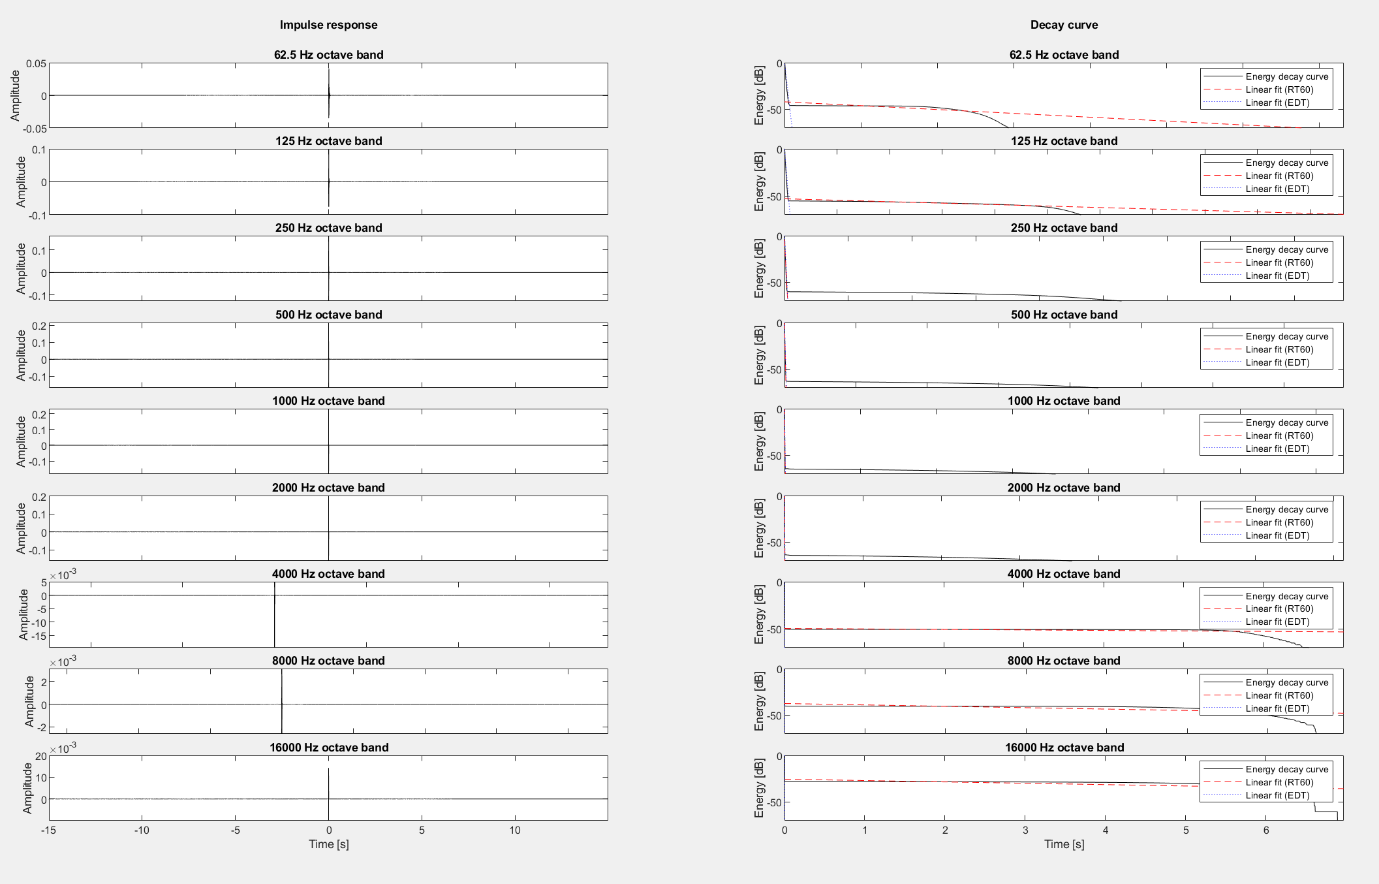 Impulse response
62.5 Hz octave band
0.05
0
-0.05
Amplitude
125 Hz octave band
0.1
0
-0.1
Amplitude
250 Hz octave band
0.1
0
-0.1
Amplitude
500 Hz octave band
0.2
0.1
0
-0.1
Amplitude
1000 Hz octave band
0.2
0.1
0
-0.1
Amplitude
2000 Hz octave band
0.2
0.1
0
-0.1
Amplitude
×10-3
4000 Hz octave band
5
0
-5
-10
-15
Amplitude
×10-3
8000 Hz octave band
2
0
-2
Amplitude
×10-3
16000 Hz octave band
20
10
0
Amplitude
-15 -10 -5 0 5 10
Time [s]
Decay curve
62.5 Hz octave band
0
-50
Energy [dB]
Energy decay curve
Linear fit (RT60)
Linear fit (EDT)
125 Hz octave band
0
-50
Energy [dB]
Energy decay curve
Linear fit (RT60)
Linear fit (EDT)
250 Hz octave band
0
-50
Energy [dB]
Energy decay curve
Linear fit (RT60)
Linear fit (EDT)
500 Hz octave band
0
-50
Energy [dB]
Energy decay curve
Linear fit (RT60)
Linear fit (EDT)
1000 Hz octave band
0
-50
Energy [dB]
Energy decay curve
Linear fit (RT60)
Linear fit (EDT)
2000 Hz octave band
0
-50
Energy [dB]
Energy decay curve
Linear fit (RT60)
Linear fit (EDT)
4000 Hz octave band
0
-50
Energy [dB]
Energy decay curve
Linear fit (RT60)
Linear fit (EDT)
8000 Hz octave band
0
-50
Energy [dB]
Energy decay curve
Linear fit (RT60)
Linear fit (EDT)
16000 Hz octave band
0
-50
Energy [dB]
Energy decay curve
Linear fit (RT60)
Linear fit (EDT)
0 1 2 3 4 5 6
Time [s]